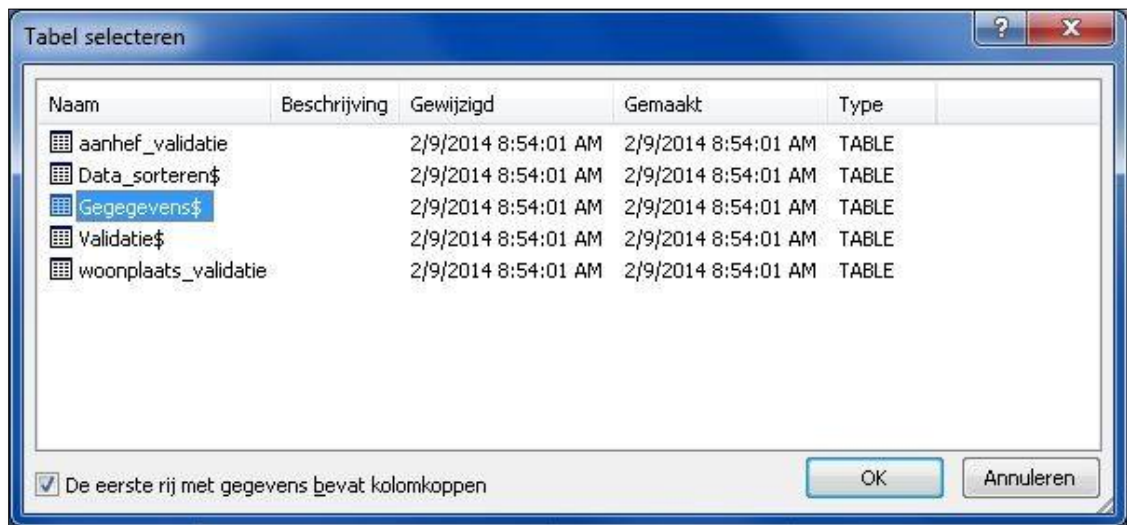 Tabel selecteren
Naam Beschrijving Gewijzigd Gemaakt Type
aanhef_validatie 2/9/2014 8:54:01 AM 2/9/2014 8:54:01 AM TABLE
Data_sorteren$ 2/9/2014 8:54:01 AM 2/9/2014 8:54:01 AM TABLE
Gegegevens$ 2/9/2014 8:54:01 AM 2/9/2014 8:54:01 AM TABLE
Validatie$ 2/9/2014 8:54:01 AM 2/9/2014 8:54:01 AM TABLE
woonplaats_validatie 2/9/2014 8:54:01 AM 2/9/2014 8:54:01 AM TABLE
De eerste rij met gegevens bevat kolomkoppen OK Annuleren